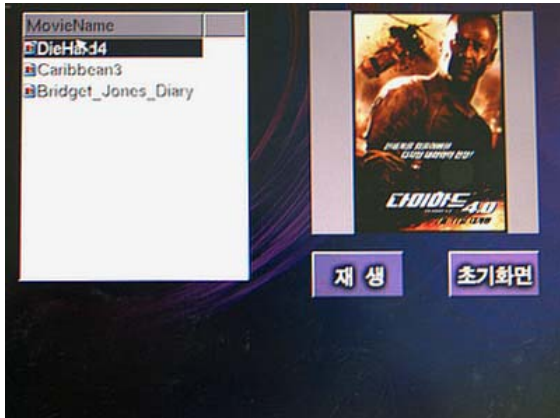 MovieName
DieHard4
Caribbean3
Bridget_Jones_Diary
다이하드 4.0
재 생
초기화면